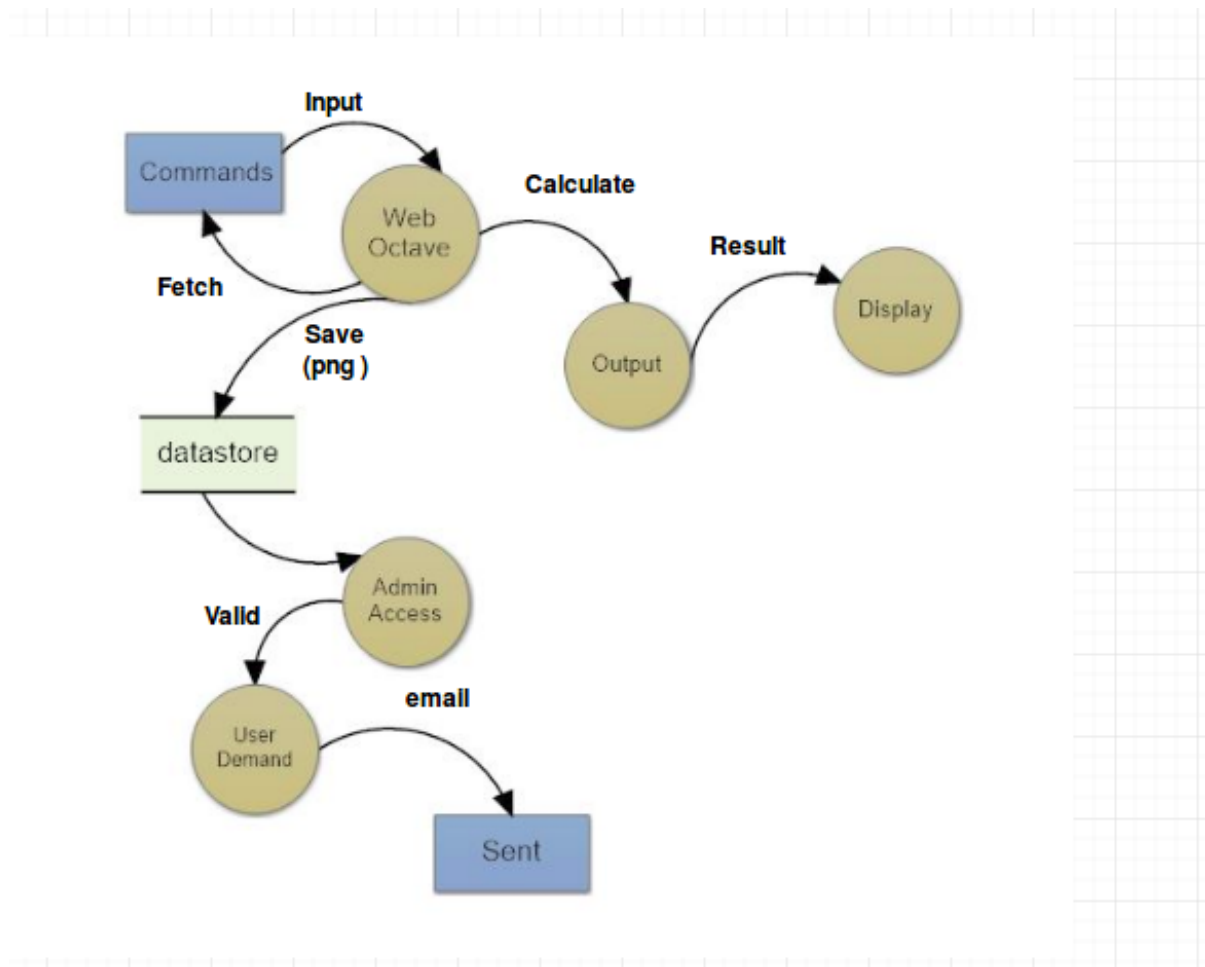 Input
Commands
Web
Octave
Calculate
Result
Fetch
Display
Save
(png )
Output
datastore
Admin
Access
Valid
email
User
Demand
Sent